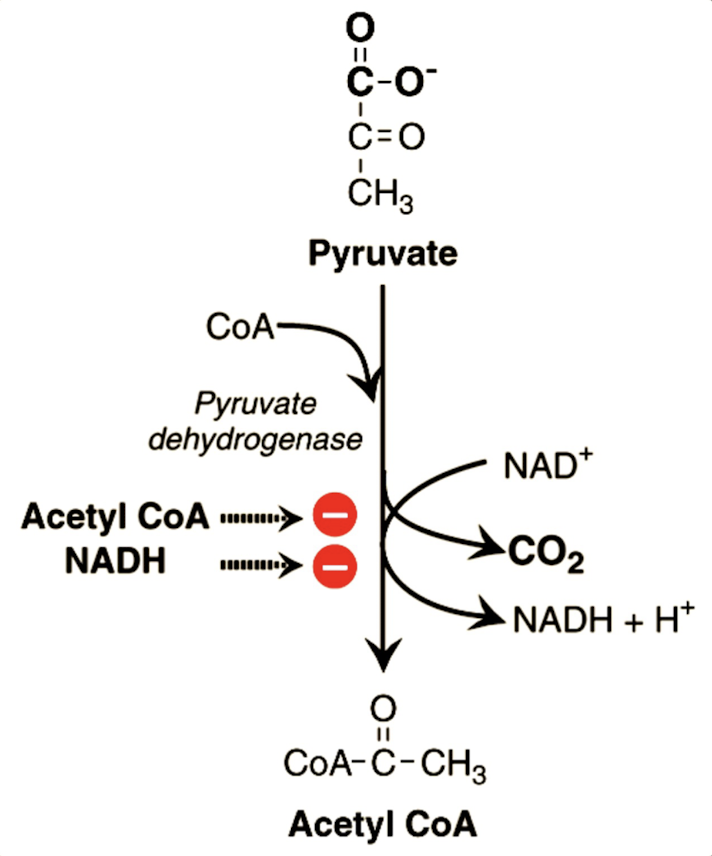 O
C-O⁻
C=O
CH₃
Pyruvate
CoA
Pyruvate
dehydrogenase
NAD⁺
Acetyl CoA
NADH
CO₂
NADH + H⁺
O
CoA-C-CH₃
Acetyl CoA